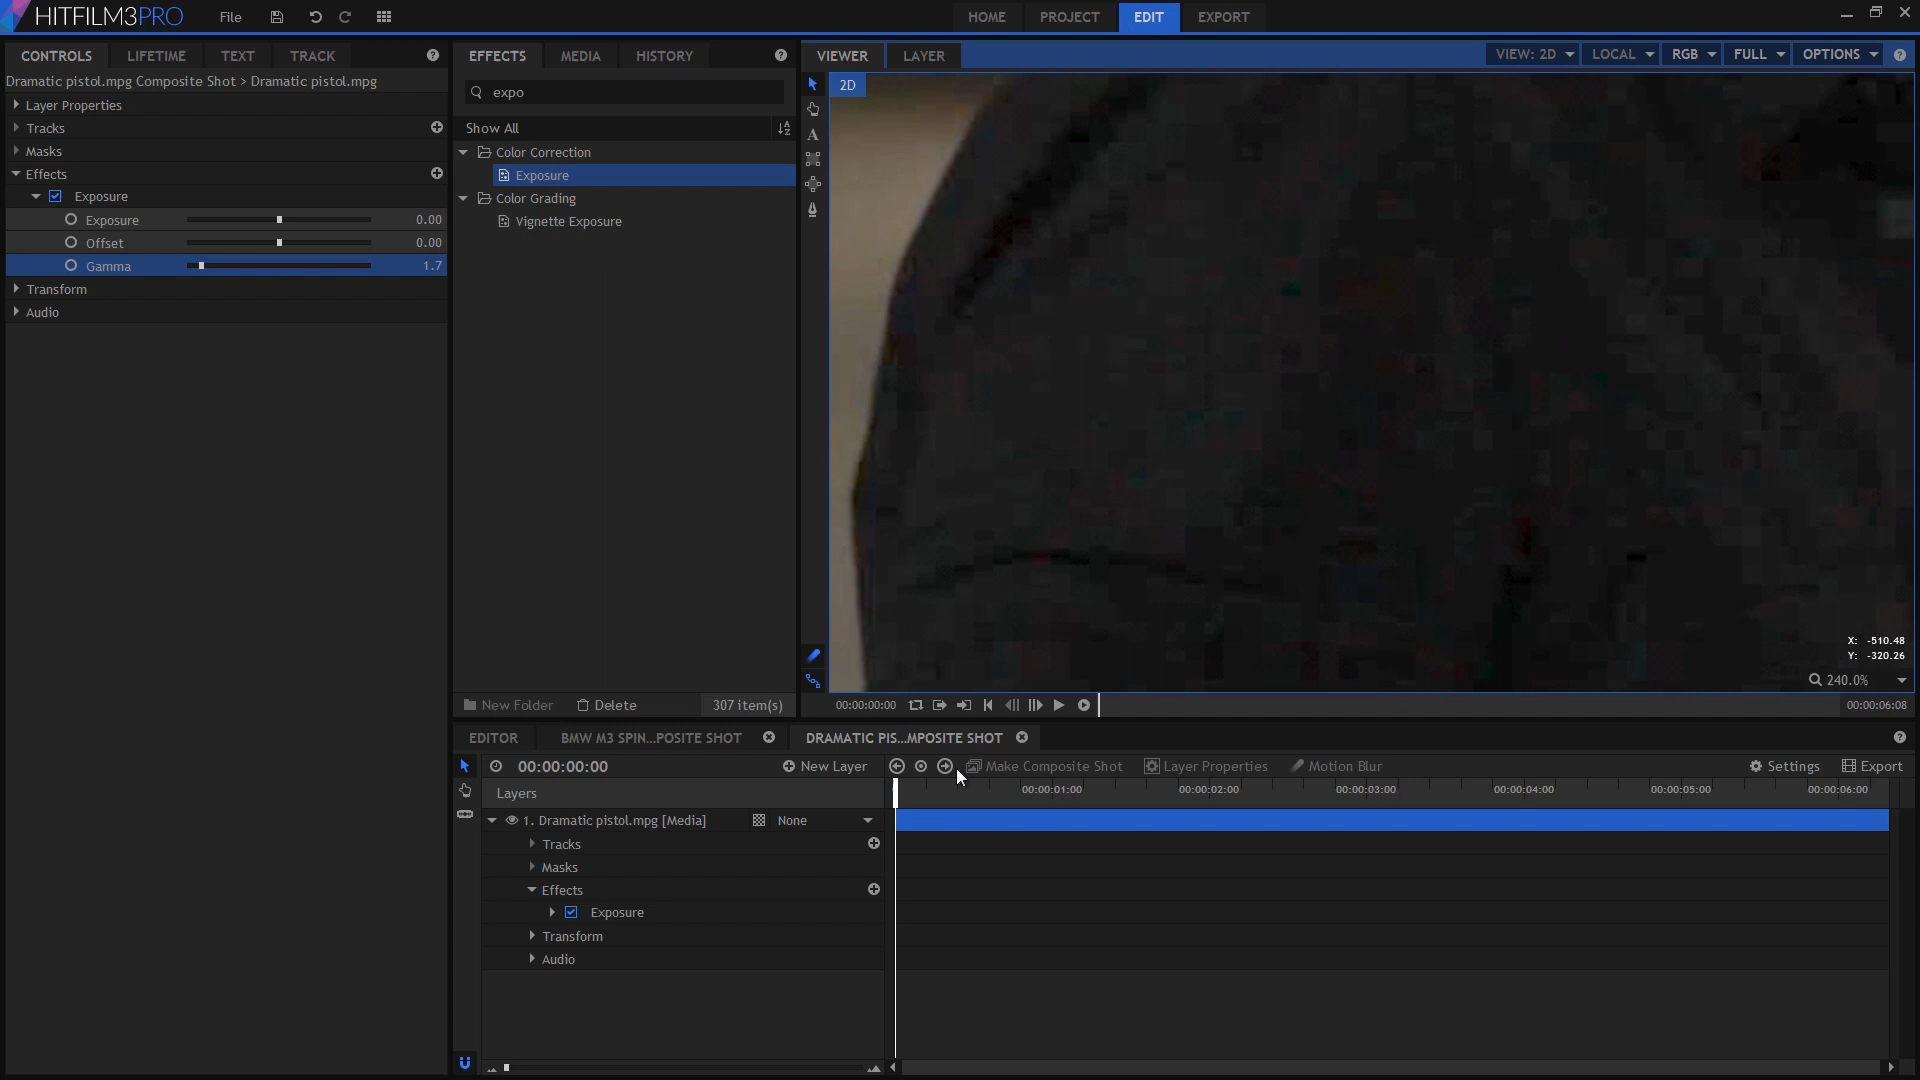 HITFILM3PRO
File
HOME
PROJECT
EDIT
EXPORT
CONTROLS
LIFETIME
TEXT
TRACK
Dramatic pistol.mpg Composite Shot > Dramatic pistol.mpg
Layer Properties
Tracks
Masks
Effects
Exposure
Exposure 0.00
Offset 0.00
Gamma 1.7
Transform
Audio
EFFECTS
MEDIA
HISTORY
expo
Show All
Color Correction
Exposure
Color Grading
Vignette Exposure
New Folder
Delete
307 item(s)
VIEWER
LAYER
VIEW: 2D
LOCAL
RGB
FULL
OPTIONS
2D
X: -510.48
Y: -320.26
240.0%
00:00:00:00
00:00:06:08
EDITOR
BMW M3 SPIN...POSITE SHOT
DRAMATIC PIS...MPOSITE SHOT
00:00:00:00
New Layer
Make Composite Shot
Layer Properties
Motion Blur
Settings
Export
Layers
00:00:01:00
00:00:02:00
00:00:03:00
00:00:04:00
00:00:05:00
00:00:06:00
1. Dramatic pistol.mpg [Media]
None
Tracks
Masks
Effects
Exposure
Transform
Audio